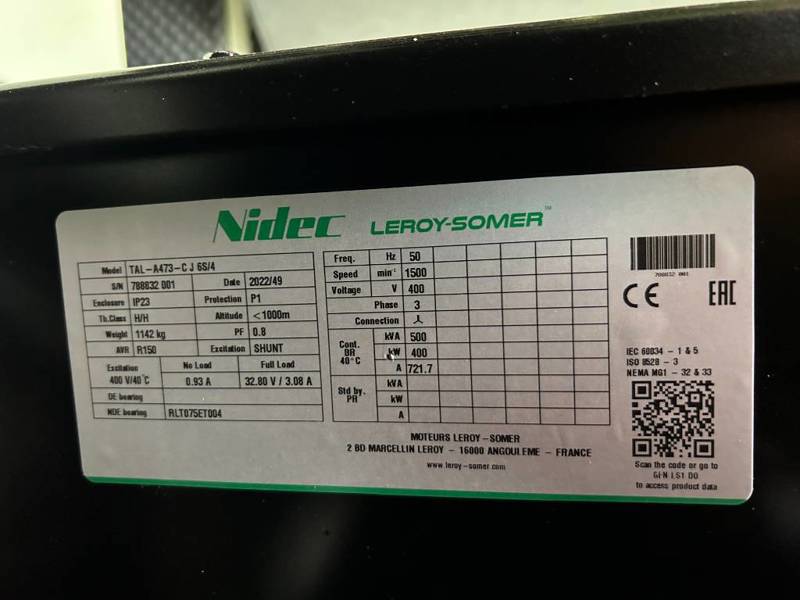 Nidec LEROY-SOMER™
Model TAL-A473-C J 6S/4
S/N 788832 001 Date 2022/49
Enclosure IP23 Protection P1
Th.Class H/H Altitude <1000m
Weight 1142 kg PF 0.8
AVR R150 Excitation SHUNT
Excitation No Load Full Load
400 V/40°C 0.93 A 32.80 V / 3.08 A
DE bearing
NDE bearing RLT075ET004
Freq. Hz 50
Speed min⁻¹ 1500
Voltage V 400
Phase 3
Connection
Cont. BR 40°C
kVA 500
kW 400
A 721.7
Std by. PR
kVA
kW
A
MOTEURS LEROY-SOMER
2 BD MARCELLIN LEROY - 16000 ANGOULEME - FRANCE
www.leroy-somer.com
788832 001
CE EAC
IEC 60034 - 1 & 5
ISO 8528 - 3
NEMA MG1 - 32 & 33
Scan the code or go to
to access product data